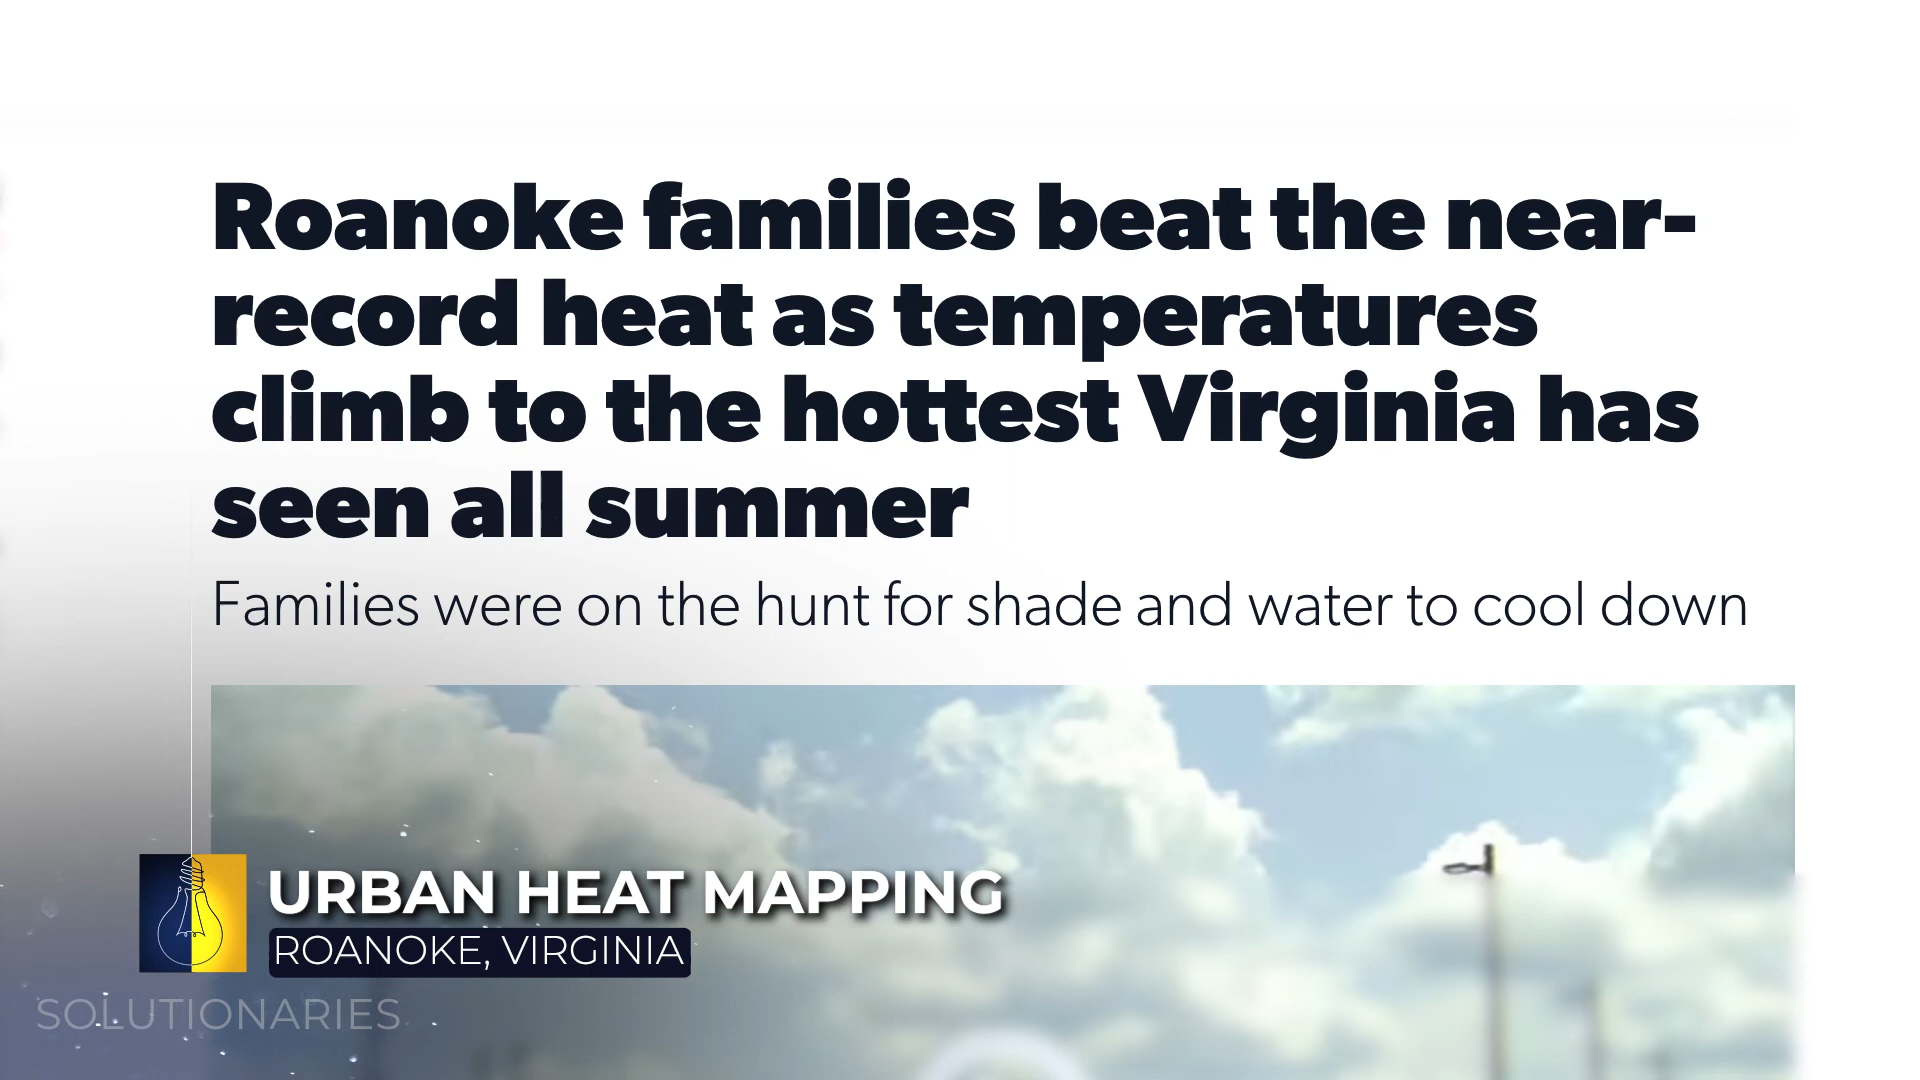 Roanoke families beat the near-
record heat as temperatures
climb to the hottest Virginia has
seen all summer
Families were on the hunt for shade and water to cool down
URBAN HEAT MAPPING
ROANOKE, VIRGINIA
SOLUTIONARIES